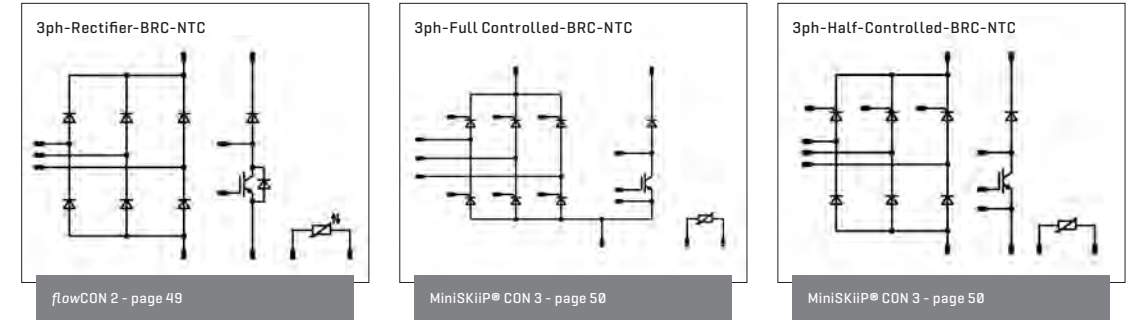 3ph-Rectifier-BRC-NTC
3ph-Full Controlled-BRC-NTC
3ph-Half-Controlled-BRC-NTC
flowCON 2 - page 49
MiniSKiiP® CON 3 - page 50
MiniSKiiP® CON 3 - page 50